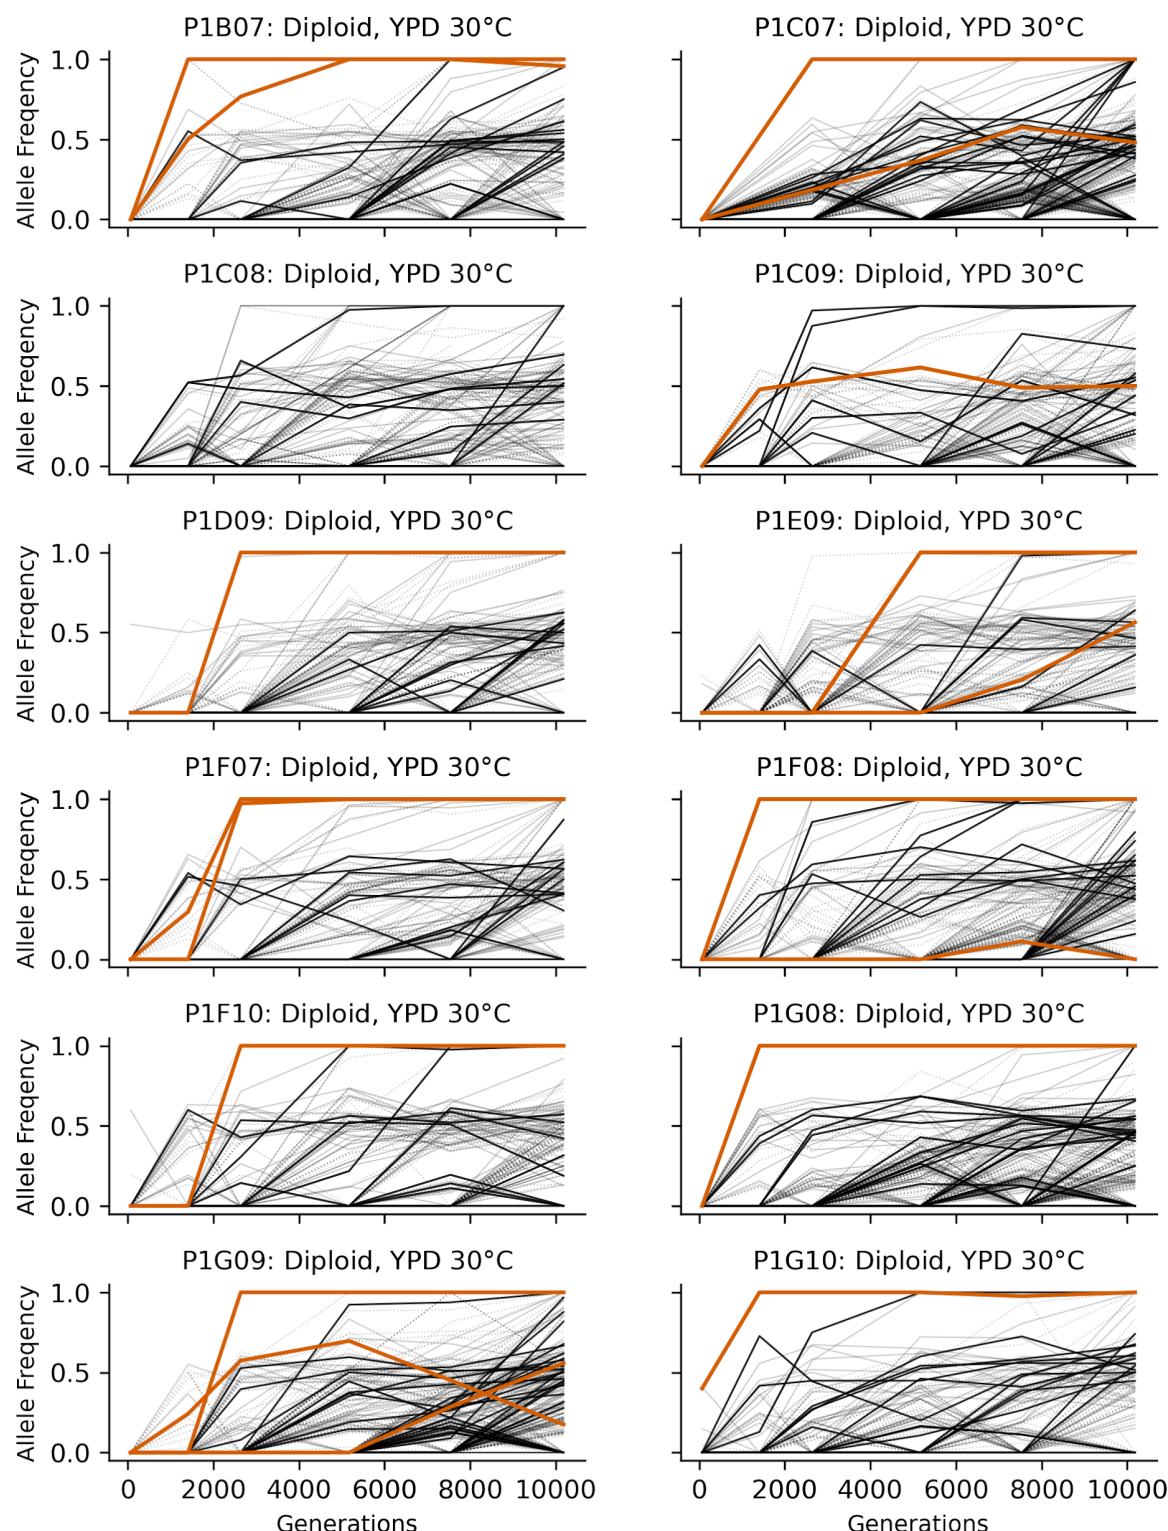 P1B07: Diploid, YPD 30°C
P1C07: Diploid, YPD 30°C
Allele Freqency
1.0
0.5
0.0
P1C08: Diploid, YPD 30°C
P1C09: Diploid, YPD 30°C
Allele Freqency
1.0
0.5
0.0
P1D09: Diploid, YPD 30°C
P1E09: Diploid, YPD 30°C
Allele Freqency
1.0
0.5
0.0
P1F07: Diploid, YPD 30°C
P1F08: Diploid, YPD 30°C
Allele Freqency
1.0
0.5
0.0
P1F10: Diploid, YPD 30°C
P1G08: Diploid, YPD 30°C
Allele Freqency
1.0
0.5
0.0
P1G09: Diploid, YPD 30°C
P1G10: Diploid, YPD 30°C
Allele Freqency
1.0
0.5
0.0
0 2000 4000 6000 8000 10000
0 2000 4000 6000 8000 10000
Generations
Generations